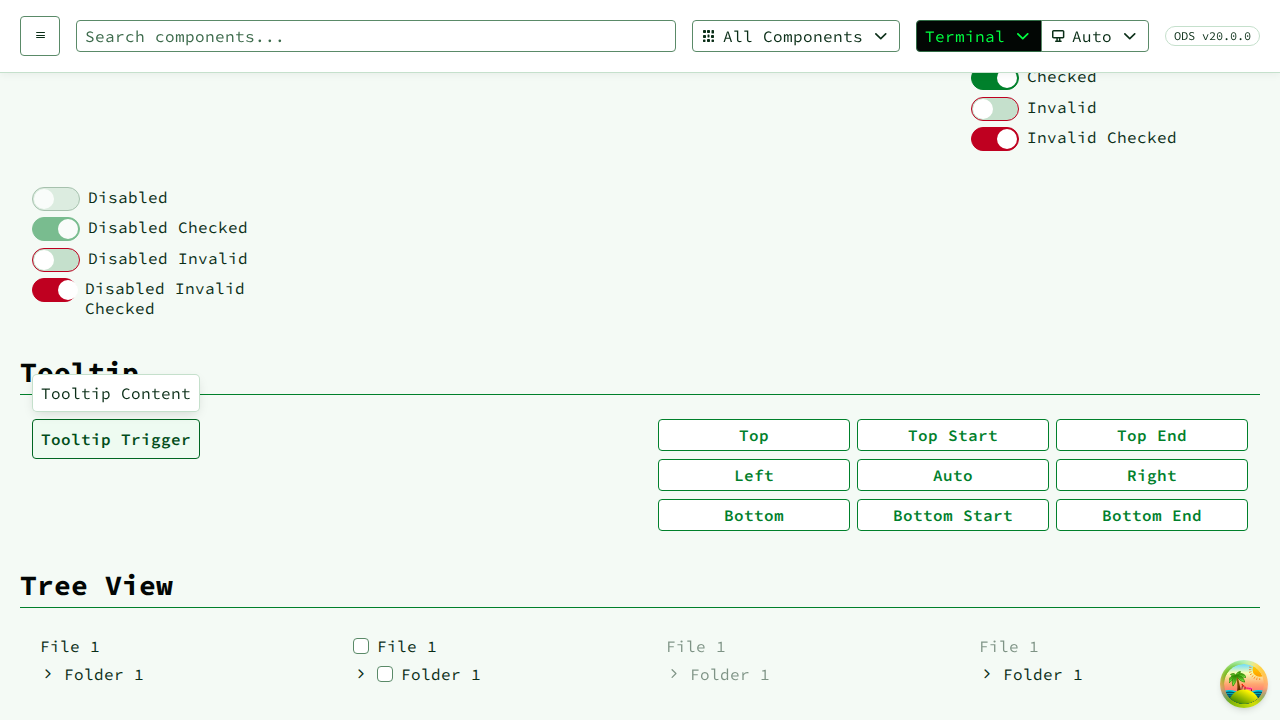 Search components...
All Components
Terminal
Auto
ODS v20.0.0
Checked
Invalid
Invalid Checked
Disabled
Disabled Checked
Disabled Invalid
Disabled Invalid
Checked
Tooltip
Tooltip Content
Tooltip Trigger
Top
Top Start
Top End
Left
Auto
Right
Bottom
Bottom Start
Bottom End
Tree View
File 1
File 1
File 1
File 1
Folder 1
Folder 1
Folder 1
Folder 1